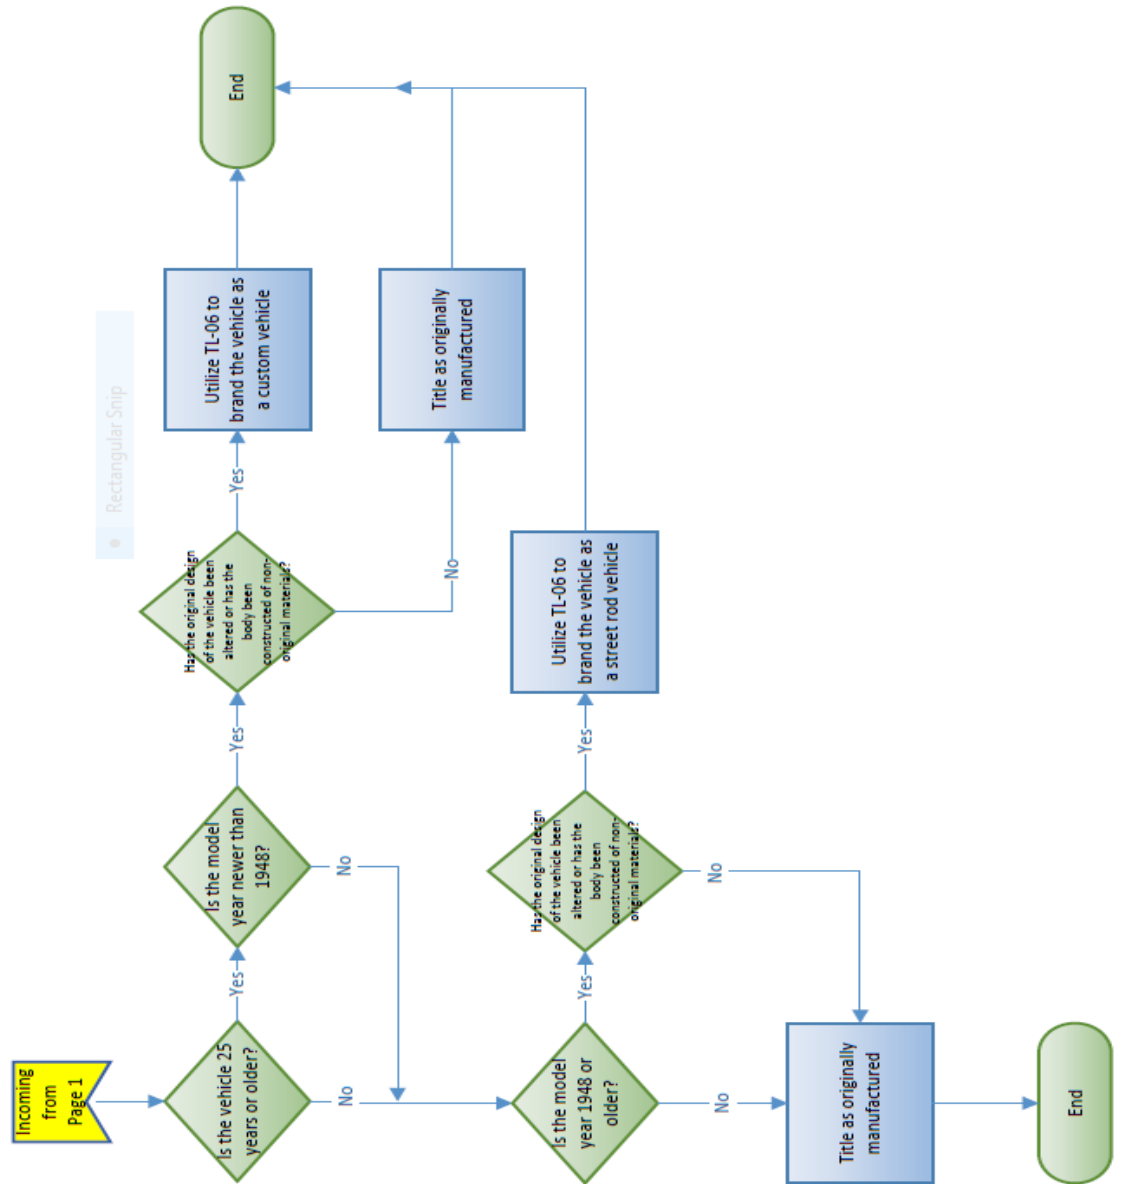 Incoming
from
Page 1
Is the vehicle 25
years or older?
Yes
No
Is the model
year newer than
1948?
Yes
No
Has the original design
of the vehicle been
altered or has the
body been
constructed of non-
original materials?
Yes
No
Utilize TL-06 to
brand the vehicle as
a custom vehicle
Title as originally
manufactured
End
Is the model
year 1948 or
older?
Yes
No
Has the original design
of the vehicle been
altered or has the
body been
constructed of non-
original materials?
Yes
No
Utilize TL-06 to
brand the vehicle as
a street rod vehicle
Title as originally
manufactured
End
Rectangular Snip